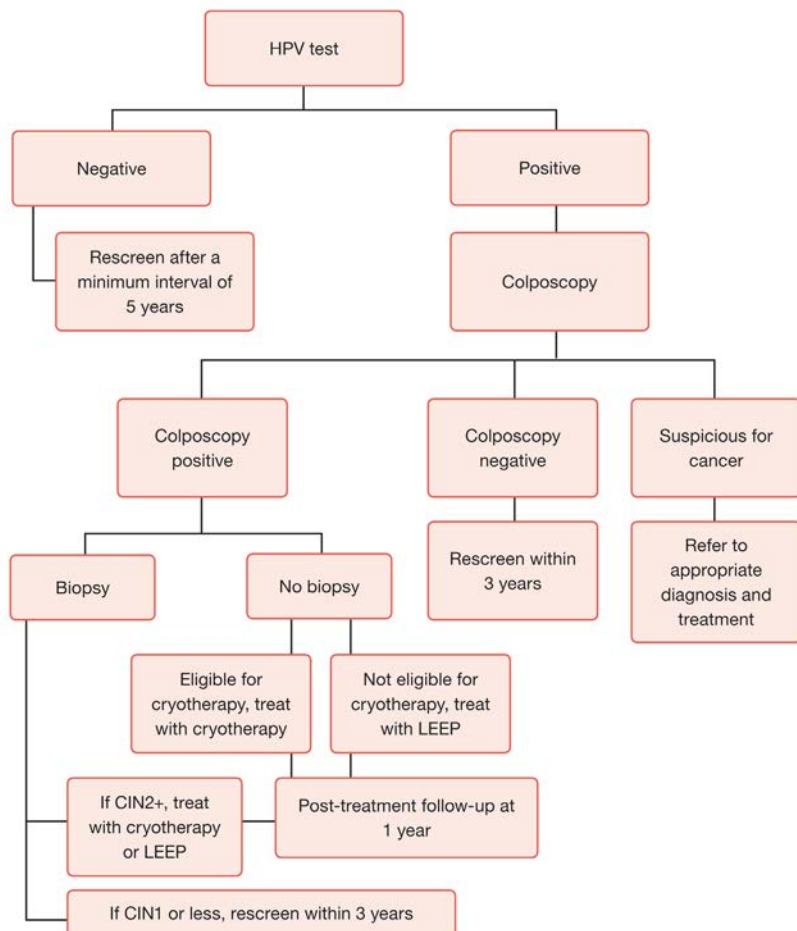 HPV test
Negative
Positive
Rescreen after a
minimum interval of
5 years
Colposcopy
Colposcopy
positive
Colposcopy
negative
Suspicious for
cancer
Biopsy
No biopsy
Rescreen within
3 years
Refer to
appropriate
diagnosis and
treatment
Eligible for
cryotherapy, treat
with cryotherapy
Not eligible for
cryotherapy, treat
with LEEP
If CIN2+, treat
with cryotherapy
or LEEP
Post-treatment follow-up at
1 year
If CIN1 or less, rescreen within 3 years